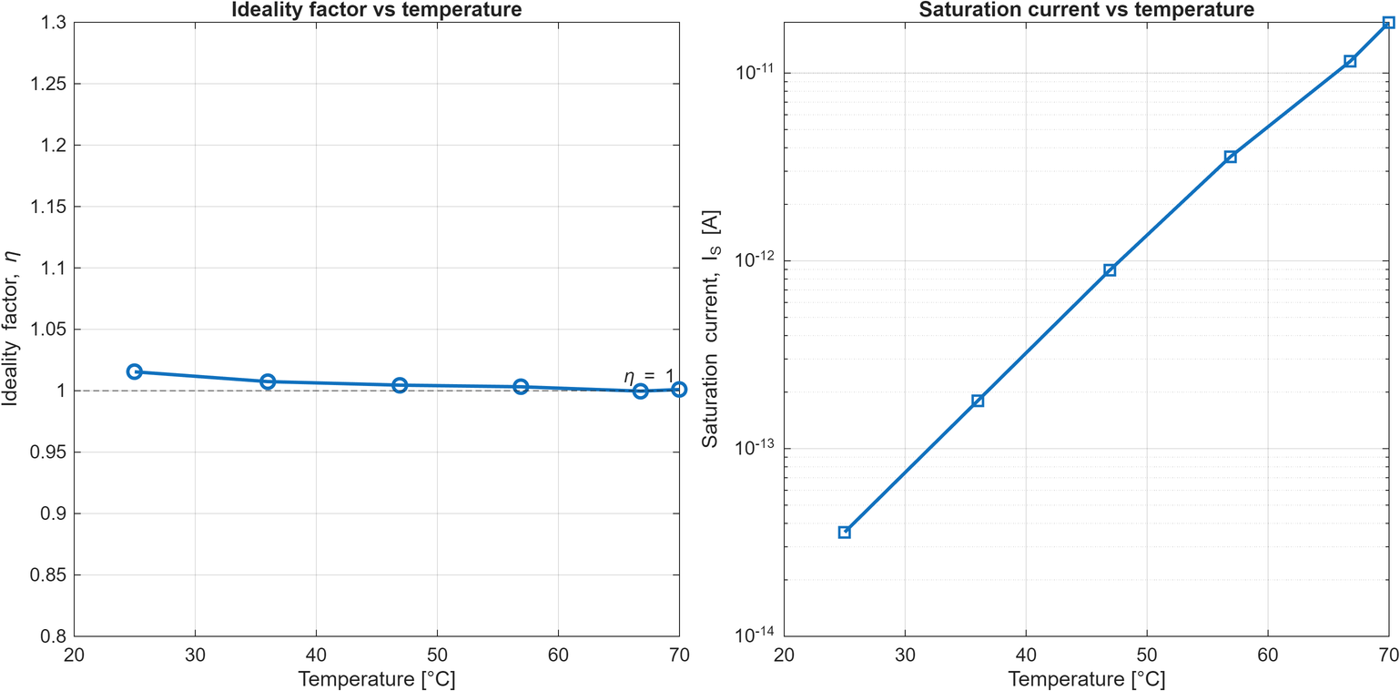 Ideality factor vs temperature
1.3
1.25
1.2
1.15
1.1
1.05
1
0.95
0.9
0.85
0.8
Ideality factor, η
η = 1
20 30 40 50 60 70
Temperature [°C]
Saturation current vs temperature
10⁻¹¹
10⁻¹²
10⁻¹³
10⁻¹⁴
Saturation current, I_S [A]
20 30 40 50 60 70
Temperature [°C]